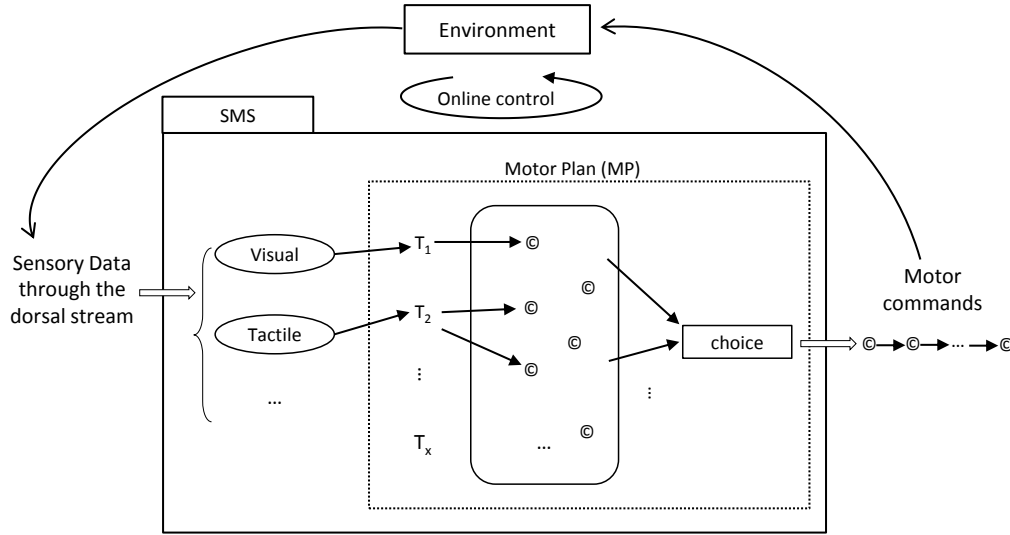 Environment
Online control
SMS
Motor Plan (MP)
Sensory Data
through the
dorsal stream
Visual
Tactile
...
T1
T2
⋮
Tx
©
©
©
©
©
©
...
choice
⋮
Motor
commands
© © ... ©